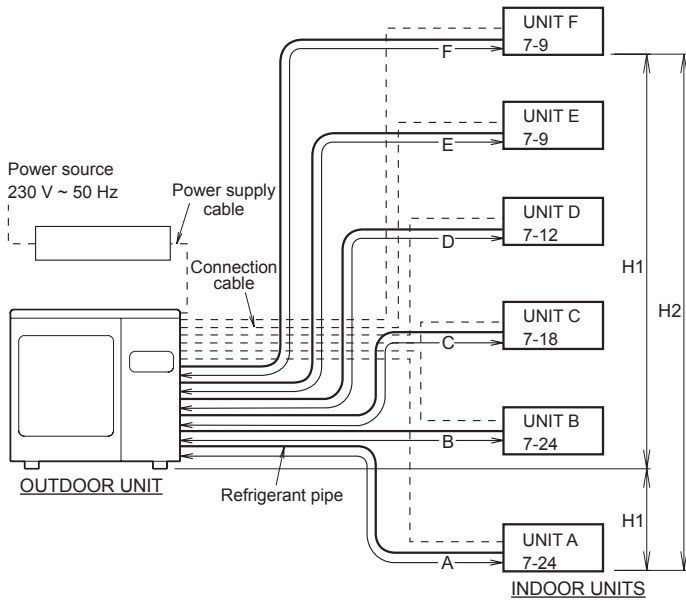 UNIT F
7-9
F
UNIT E
7-9
E
Power source
230 V ~ 50 Hz
Power supply
cable
UNIT D
7-12
D
Connection
cable
H1
H2
UNIT C
7-18
C
UNIT B
7-24
B
OUTDOOR UNIT
Refrigerant pipe
H1
UNIT A
7-24
A
INDOOR UNITS